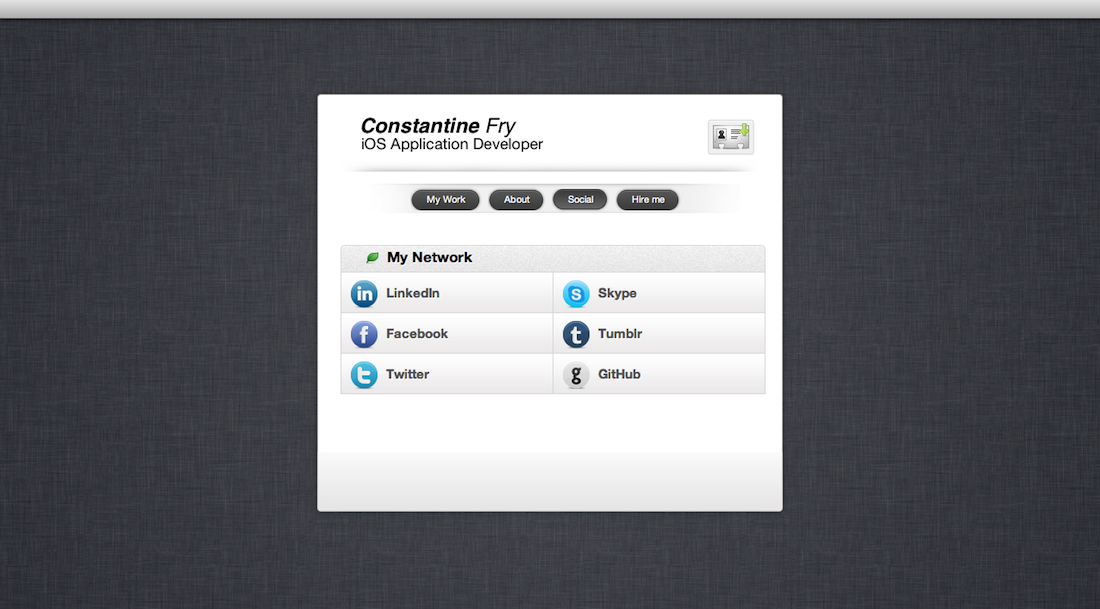 Constantine Fry
iOS Application Developer
My Work About Social Hire me
My Network
in LinkedIn S Skype
f Facebook t Tumblr
t Twitter g GitHub